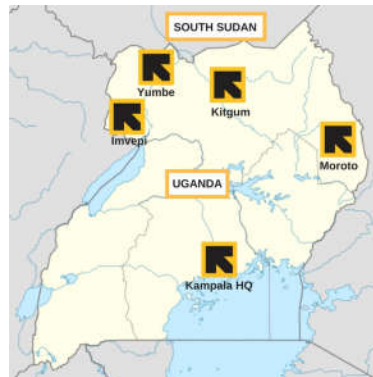 SOUTH SUDAN
Yumbe
Kitgum
Imvepi
Moroto
UGANDA
Kampala HQ